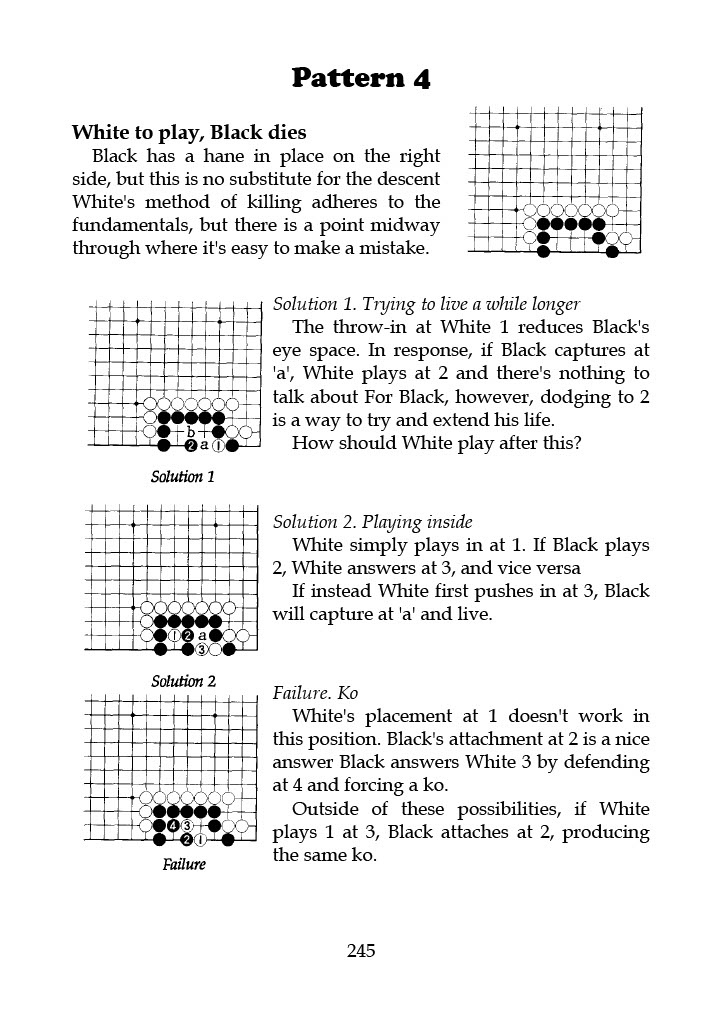 Pattern 4
White to play, Black dies
Black has a hane in place on the right
side, but this is no substitute for the descent
White's method of killing adheres to the
fundamentals, but there is a point midway
through where it's easy to make a mistake.
Solution 1. Trying to live a while longer
The throw-in at White 1 reduces Black's
eye space. In response, if Black captures at
'a', White plays at 2 and there's nothing to
talk about For Black, however, dodging to 2
is a way to try and extend his life.
How should White play after this?
b
2 a 1
Solution 1
Solution 2. Playing inside
White simply plays in at 1. If Black plays
2, White answers at 3, and vice versa
If instead White first pushes in at 3, Black
will capture at 'a' and live.
1 2 a
3
Solution 2
Failure. Ko
White's placement at 1 doesn't work in
this position. Black's attachment at 2 is a nice
answer Black answers White 3 by defending
at 4 and forcing a ko.
Outside of these possibilities, if White
plays 1 at 3, Black attaches at 2, producing
the same ko.
4 3
2 1
Failure
245